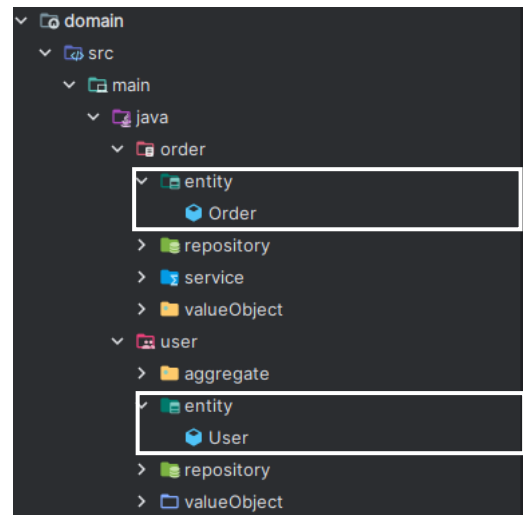 domain
src
main
java
order
entity
Order
repository
service
valueObject
user
aggregate
entity
User
repository
valueObject